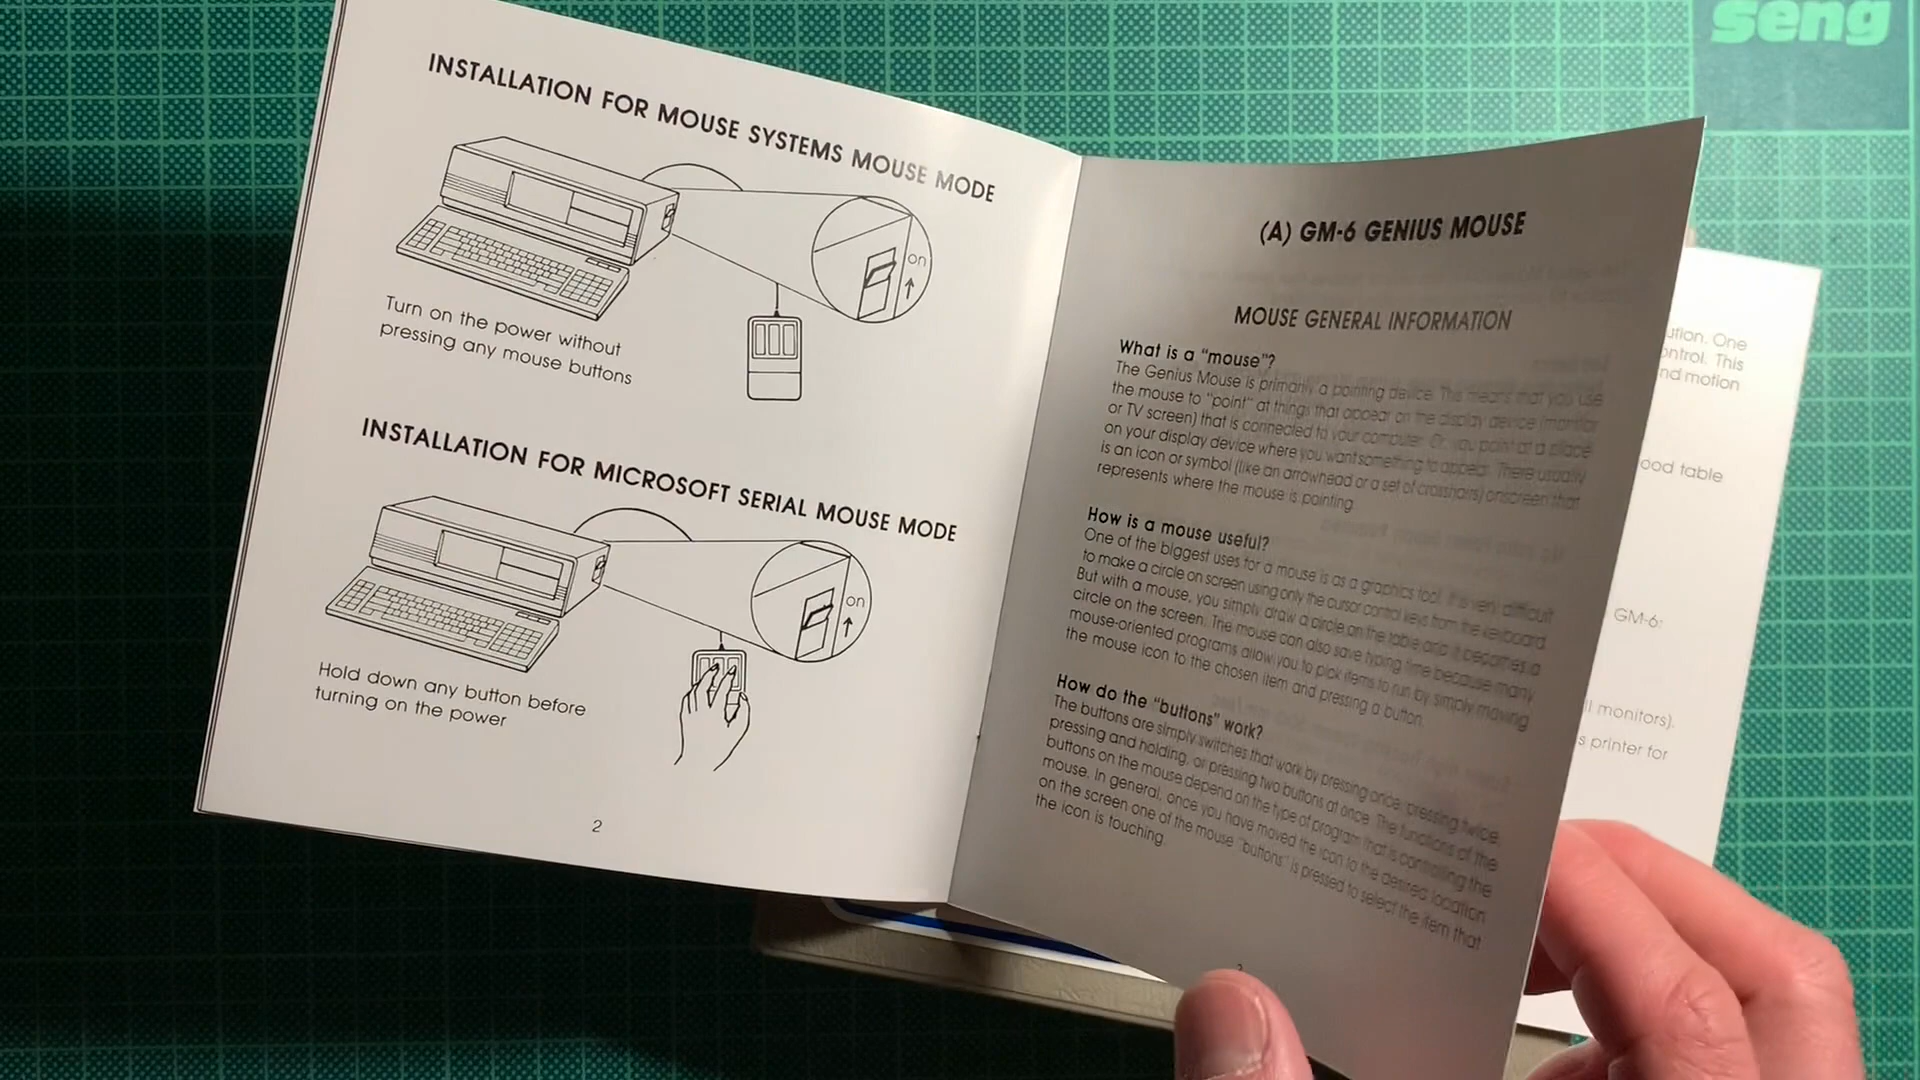 seng
INSTALLATION FOR MOUSE SYSTEMS MOUSE MODE
on
Turn on the power without
pressing any mouse buttons
INSTALLATION FOR MICROSOFT SERIAL MOUSE MODE
on
Hold down any button before
turning on the power
2
(A) GM-6 GENIUS MOUSE
MOUSE GENERAL INFORMATION
What is a "mouse"?
The Genius Mouse is primarily a pointing device. This means that you use
the mouse to "point" at things that appear on the display device (monitor
or TV screen) that is connected to your computer. Or, you point at a place
on your display device where you want something to appear. There usually
is an icon or symbol (like an arrowhead or a set of crosshairs) onscreen that
represents where the mouse is pointing.
How is a mouse useful?
One of the biggest uses for a mouse is as a graphics tool. It is very difficult
to make a circle on screen using only the cursor control keys from the keyboard.
But with a mouse, you simply draw a circle on the table and it becomes a
circle on the screen. The mouse can also save typing time because many
mouse-oriented programs allow you to pick items to run by simply moving
the mouse icon to the chosen item and pressing a button.
How do the "buttons" work?
The buttons are simply switches that work by pressing once, pressing twice,
pressing and holding, or pressing two buttons at once. The functions of the
buttons on the mouse depend on the type of program that is controlling the
mouse. In general, once you have moved the icon to the desired location
on the screen one of the mouse "buttons" is pressed to select the item that
the icon is touching.
ution. One
ontrol. This
nd motion
ood table
GM-6:
ll monitors).
s printer for